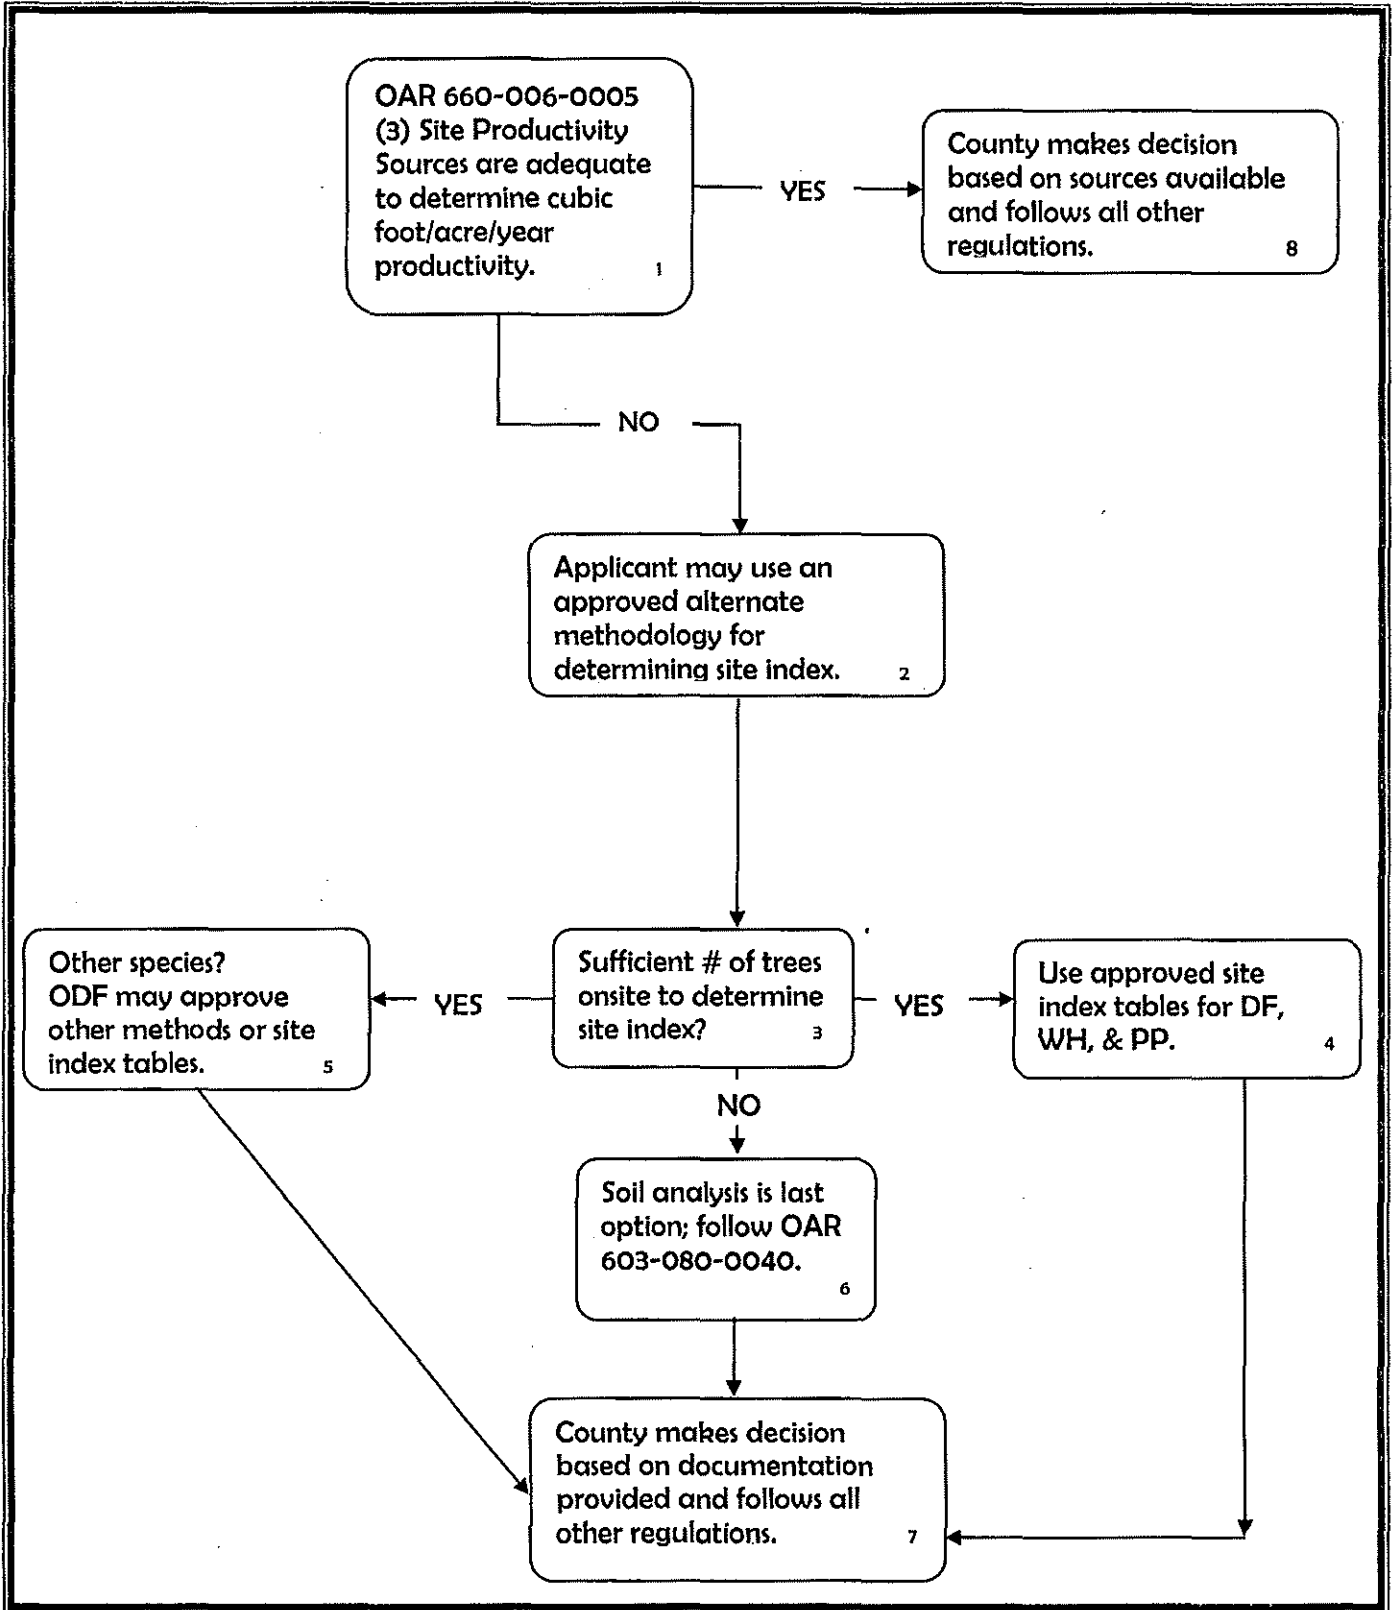 OAR 660-006-0005
(3) Site Productivity
Sources are adequate
to determine cubic
foot/acre/year
productivity. 1
YES
County makes decision
based on sources available
and follows all other
regulations. 8
NO
Applicant may use an
approved alternate
methodology for
determining site index. 2
Other species?
ODF may approve
other methods or site
index tables. 5
YES
Sufficient # of trees
onsite to determine
site index? 3
YES
Use approved site
index tables for DF,
WH, & PP. 4
NO
Soil analysis is last
option; follow OAR
603-080-0040.
6
County makes decision
based on documentation
provided and follows all
other regulations. 7